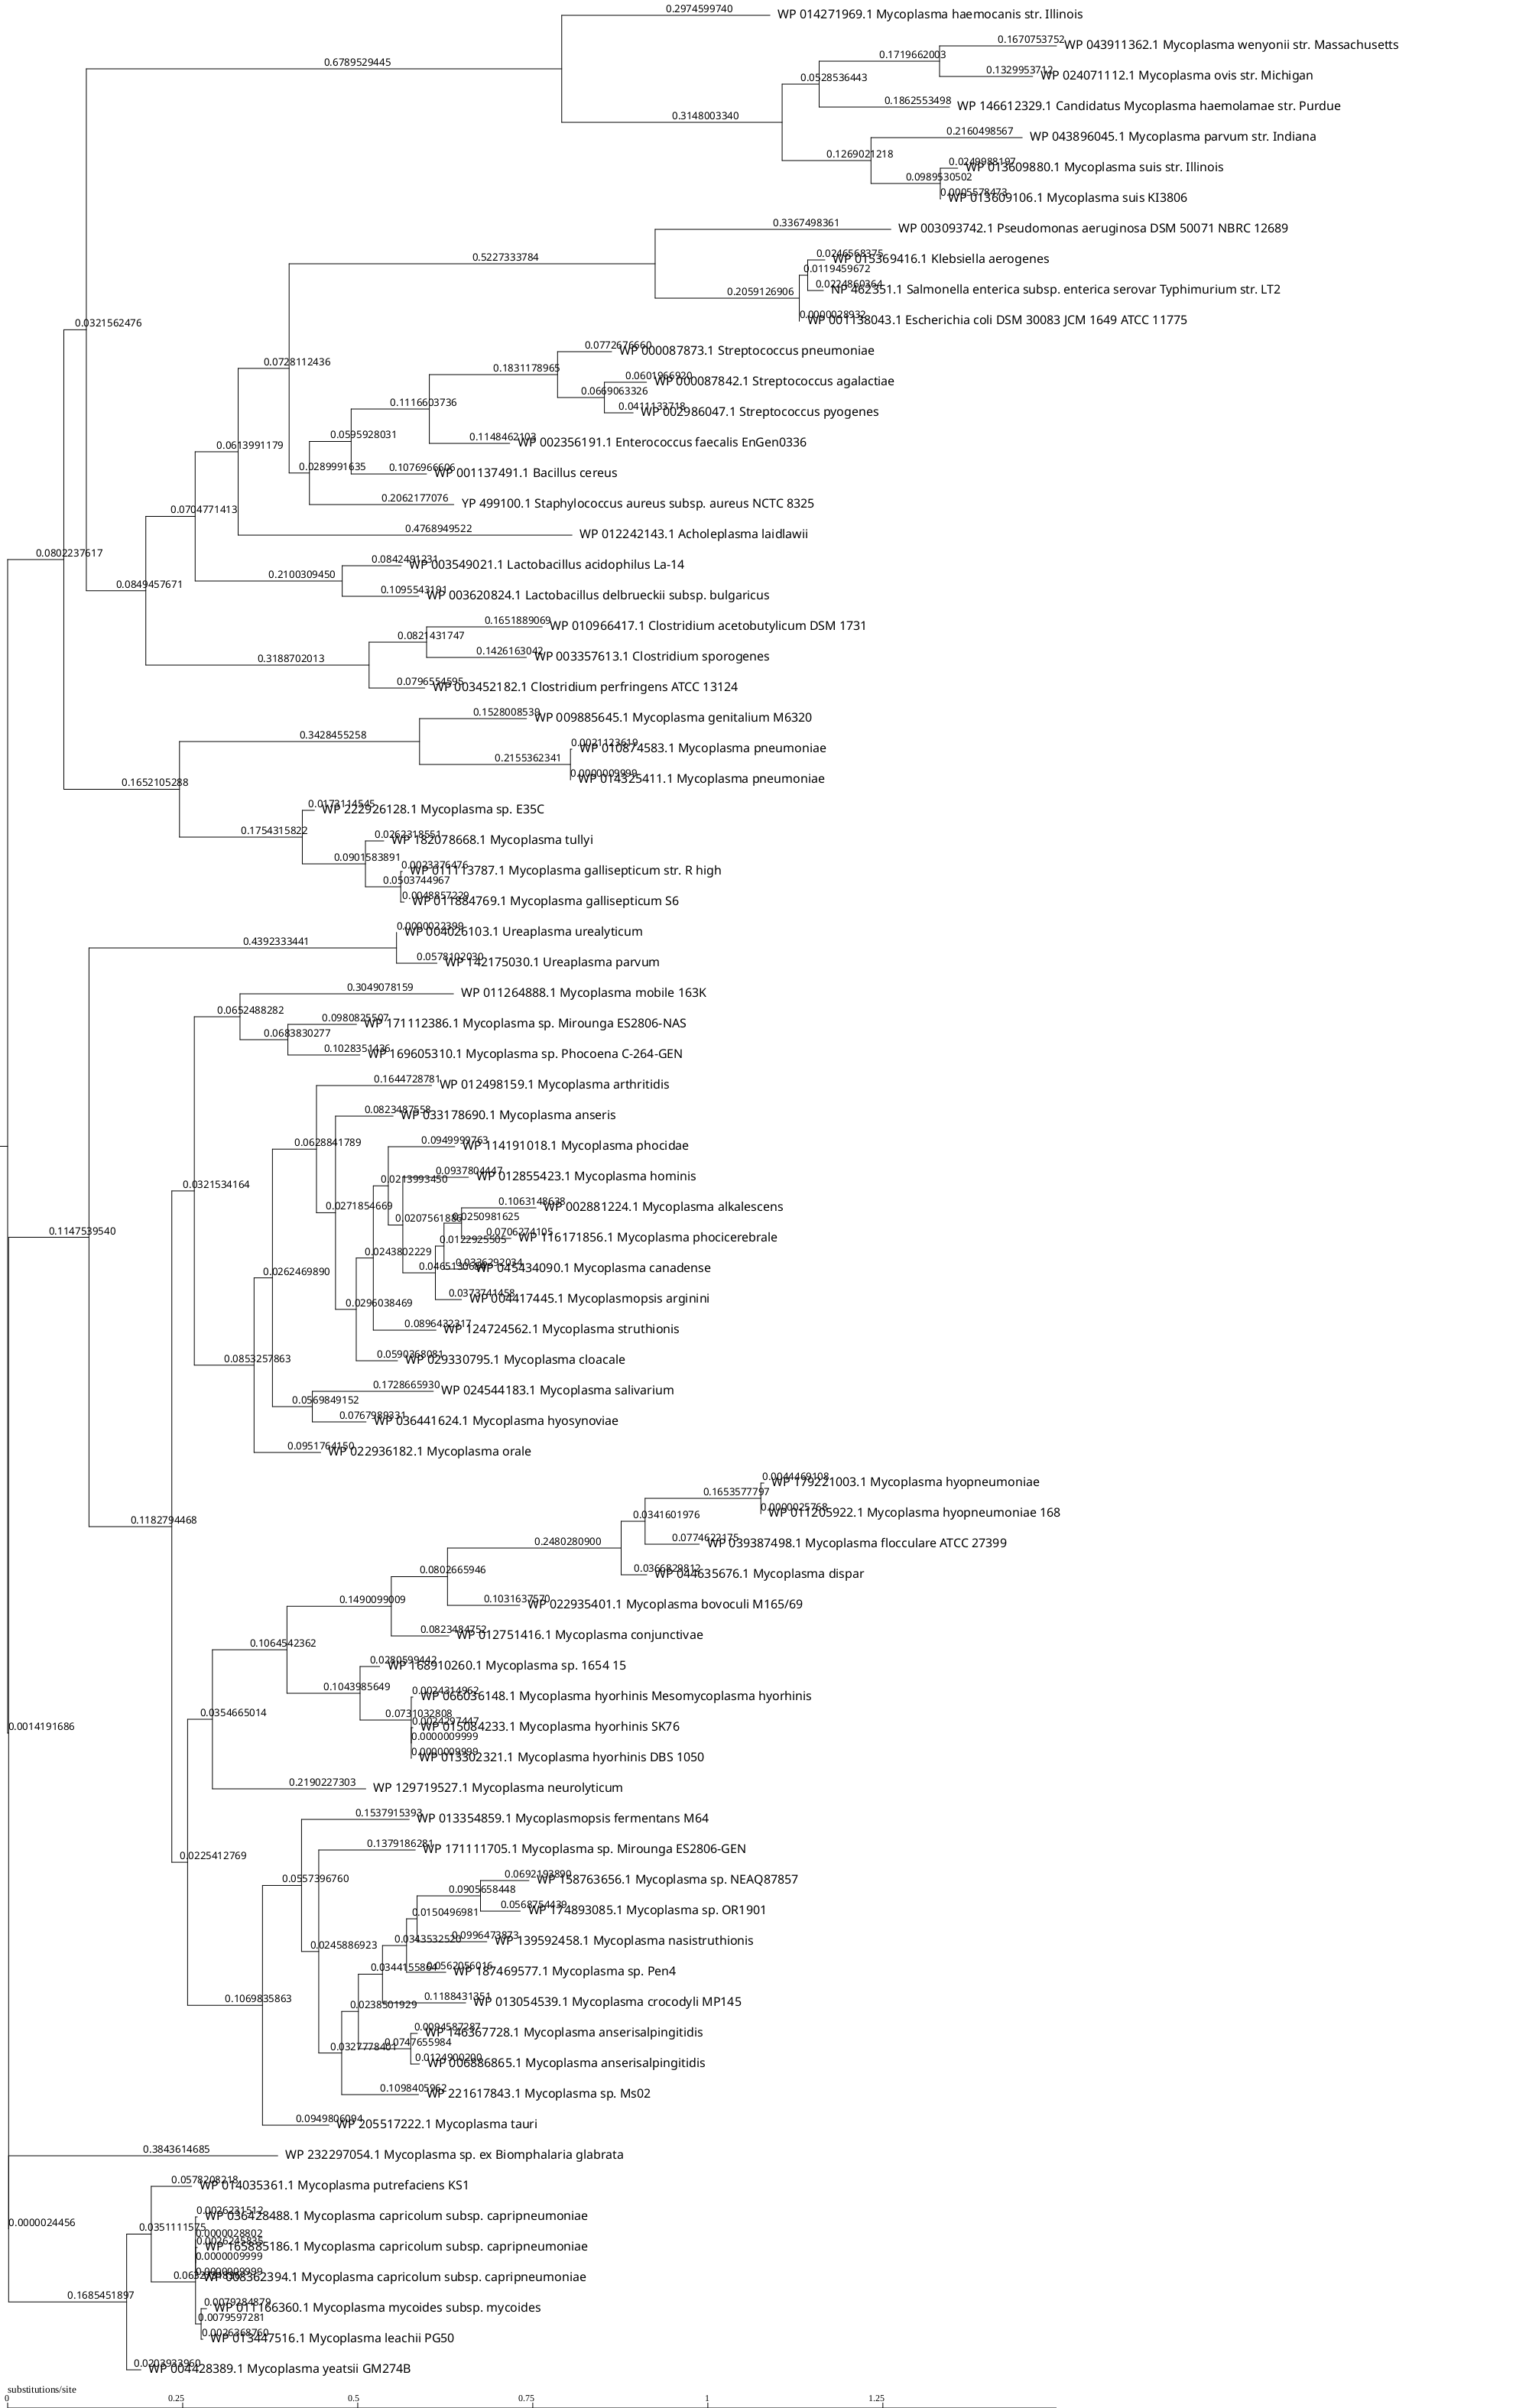 0.2974599740
WP 014271969.1 Mycoplasma haemocanis str. Illinois
0.1670753752
WP 043911362.1 Mycoplasma wenyonii str. Massachusetts
0.1719662003
0.6789529445
0.1329953712
WP 024071112.1 Mycoplasma ovis str. Michigan
0.0528536443
0.1862553498
WP 146612329.1 Candidatus Mycoplasma haemolamae str. Purdue
0.3148003340
0.2160498567
WP 043896045.1 Mycoplasma parvum str. Indiana
0.1269021218
0.0249988197
WP 013609880.1 Mycoplasma suis str. Illinois
0.0989530502
0.0005578473
WP 013609106.1 Mycoplasma suis KI3806
0.3367498361
WP 003093742.1 Pseudomonas aeruginosa DSM 50071 NBRC 12689
0.5227333784
0.0246568375
WP 015369416.1 Klebsiella aerogenes
0.0119459672
0.0224860364
NP 462351.1 Salmonella enterica subsp. enterica serovar Typhimurium str. LT2
0.2059126906
0.0000028932
WP 001138043.1 Escherichia coli DSM 30083 JCM 1649 ATCC 11775
0.0321562476
0.0772676660
WP 000087873.1 Streptococcus pneumoniae
0.0728112436
0.1831178965
0.0601966920
WP 000087842.1 Streptococcus agalactiae
0.0669063326
0.1116603736
0.0411133718
WP 002986047.1 Streptococcus pyogenes
0.0595928031
0.1148462103
WP 002356191.1 Enterococcus faecalis EnGen0336
0.0613991179
0.0289991635
0.1076966606
WP 001137491.1 Bacillus cereus
0.2062177076
YP 499100.1 Staphylococcus aureus subsp. aureus NCTC 8325
0.0704771413
0.4768949522
WP 012242143.1 Acholeplasma laidlawii
0.0802237617
0.0842491231
WP 003549021.1 Lactobacillus acidophilus La-14
0.2100309450
0.0849457671
0.1095543191
WP 003620824.1 Lactobacillus delbrueckii subsp. bulgaricus
0.1651889069
WP 010966417.1 Clostridium acetobutylicum DSM 1731
0.0821431747
0.1426163042
WP 003357613.1 Clostridium sporogenes
0.3188702013
0.0796554595
WP 003452182.1 Clostridium perfringens ATCC 13124
0.1528008539
WP 009885645.1 Mycoplasma genitalium M6320
0.3428455258
0.0021123619
WP 010874583.1 Mycoplasma pneumoniae
0.2155362341
0.0000009999
WP 014325411.1 Mycoplasma pneumoniae
0.1652105288
0.0173114545
WP 222926128.1 Mycoplasma sp. E35C
0.1754315822
0.0262318551
WP 182078668.1 Mycoplasma tullyi
0.0901583891
0.0023376476
WP 011113787.1 Mycoplasma gallisepticum str. R high
0.0503744967
0.0048857229
WP 011884769.1 Mycoplasma gallisepticum S6
0.0000022399
WP 004026103.1 Ureaplasma urealyticum
0.4392333441
0.0578102030
WP 142175030.1 Ureaplasma parvum
0.3049078159
WP 011264888.1 Mycoplasma mobile 163K
0.0652488282
0.0980825507
WP 171112386.1 Mycoplasma sp. Mirounga ES2806-NAS
0.0683830277
0.1028351436
WP 169605310.1 Mycoplasma sp. Phocoena C-264-GEN
0.1644728781
WP 012498159.1 Mycoplasma arthritidis
0.0823487558
WP 033178690.1 Mycoplasma anseris
0.0628841789
0.0949999763
WP 114191018.1 Mycoplasma phocidae
0.0321534164
0.0213993450
0.0937804447
WP 012855423.1 Mycoplasma hominis
0.0271854669
0.1063148638
WP 002881224.1 Mycoplasma alkalescens
0.0207561886
0.0250981625
0.1147539540
0.0706274105
WP 116171856.1 Mycoplasma phocicerebrale
0.0122925505
0.0243802229
0.0336292034
WP 045434090.1 Mycoplasma canadense
0.0262469890
0.0373741458
WP 004417445.1 Mycoplasmopsis arginini
0.0296038469
0.0896432317
WP 124724562.1 Mycoplasma struthionis
0.0853257863
0.0590368081
WP 029330795.1 Mycoplasma cloacale
0.1728665930
WP 024544183.1 Mycoplasma salivarium
0.0569849152
0.0767989331
WP 036441624.1 Mycoplasma hyosynoviae
0.0951764150
WP 022936182.1 Mycoplasma orale
0.0044469108
WP 179221003.1 Mycoplasma hyopneumoniae
0.1653577797
0.0000025768
WP 011205922.1 Mycoplasma hyopneumoniae 168
0.0341601976
0.1182794468
0.0774622175
WP 039387498.1 Mycoplasma flocculare ATCC 27399
0.2480280900
0.0366829812
WP 044635676.1 Mycoplasma dispar
0.0802665946
0.1031637570
WP 022935401.1 Mycoplasma bovoculi M165/69
0.1490099009
0.0823484752
WP 012751416.1 Mycoplasma conjunctivae
0.1064542362
0.0280599442
WP 168910260.1 Mycoplasma sp. 1654 15
0.1043985649
0.0024314962
WP 066036148.1 Mycoplasma hyorhinis Mesomycoplasma hyorhinis
0.0354665014
0.0731032808
0.0024297447
WP 015084233.1 Mycoplasma hyorhinis SK76
0.0014191686
0.0000009999
0.0000009999
WP 013302321.1 Mycoplasma hyorhinis DBS 1050
0.2190227303
WP 129719527.1 Mycoplasma neurolyticum
0.1537915393
WP 013354859.1 Mycoplasmopsis fermentans M64
0.1379186281
WP 171111705.1 Mycoplasma sp. Mirounga ES2806-GEN
0.0225412769
0.0557396760
0.0692193890
WP 158763656.1 Mycoplasma sp. NEAQ87857
0.0905658448
0.0568754439
WP 174893085.1 Mycoplasma sp. OR1901
0.0150496981
0.0343532520
0.0996473873
WP 139592458.1 Mycoplasma nasistruthionis
0.0245886923
0.0344155864
0.0562056016
WP 187469577.1 Mycoplasma sp. Pen4
0.1069835863
0.1188431351
WP 013054539.1 Mycoplasma crocodyli MP145
0.0238501929
0.0094587287
WP 146367728.1 Mycoplasma anserisalpingitidis
0.0327778401
0.0747655984
0.0124900200
WP 006886865.1 Mycoplasma anserisalpingitidis
0.1098405962
WP 221617843.1 Mycoplasma sp. Ms02
0.0949806094
WP 205517222.1 Mycoplasma tauri
0.3843614685
WP 232297054.1 Mycoplasma sp. ex Biomphalaria glabrata
0.0578208218
WP 014035361.1 Mycoplasma putrefaciens KS1
0.0026231512
WP 036428488.1 Mycoplasma capricolum subsp. capripneumoniae
0.0000024456
0.0351111575
0.0000028802
WP 165885186.1 Mycoplasma capricolum subsp. capripneumoniae
0.0000009999
0.0000009999
WP 008362394.1 Mycoplasma capricolum subsp. capripneumoniae
0.1685451897
0.0079284879
WP 011166360.1 Mycoplasma mycoides subsp. mycoides
0.0079597281
0.0026368760
WP 013447516.1 Mycoplasma leachii PG50
0.0203933960
WP 004428389.1 Mycoplasma yeatsii GM274B
substitutions/site
0 0.25 0.5 0.75 1 1.25